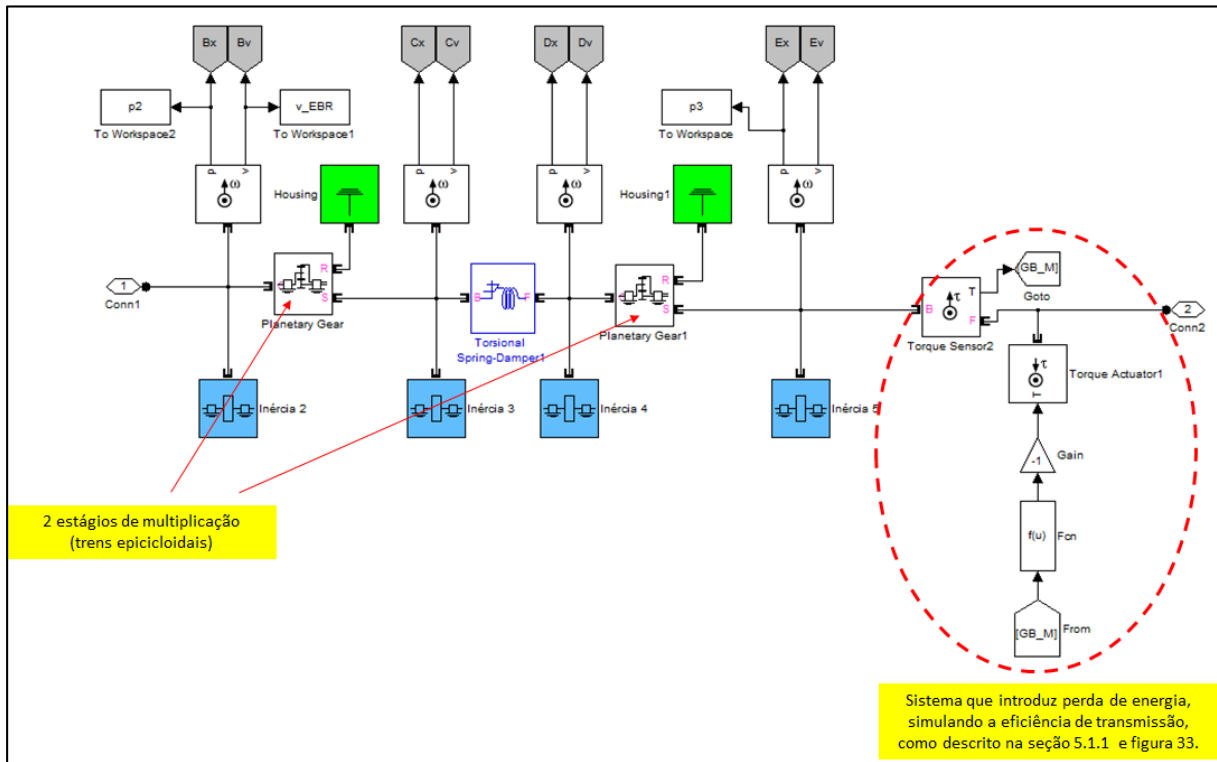 Bx Bv
Cx Cv
Dx Dv
Ex Ev
p2
To Workspace2
v_EBR
To Workspace1
p3
To Workspace
p v
ω
Housing
p v
ω
p v
ω
Housing1
p v
ω
1
Conn1
C R
S
Planetary Gear
B F
Torsional
Spring-Damper1
C R
S
Planetary Gear1
B τ T
F
Torque Sensor2
[GB_M]
Goto
2
Conn2
τ
T
Torque Actuator1
Inércia 2
Inércia 3
Inércia 4
Inércia 5
-1
Gain
f(u)
Fcn
[GB_M]
From
2 estágios de multiplicação
(trens epicicloidais)
Sistema que introduz perda de energia,
simulando a eficiência de transmissão,
como descrito na seção 5.1.1 e figura 33.